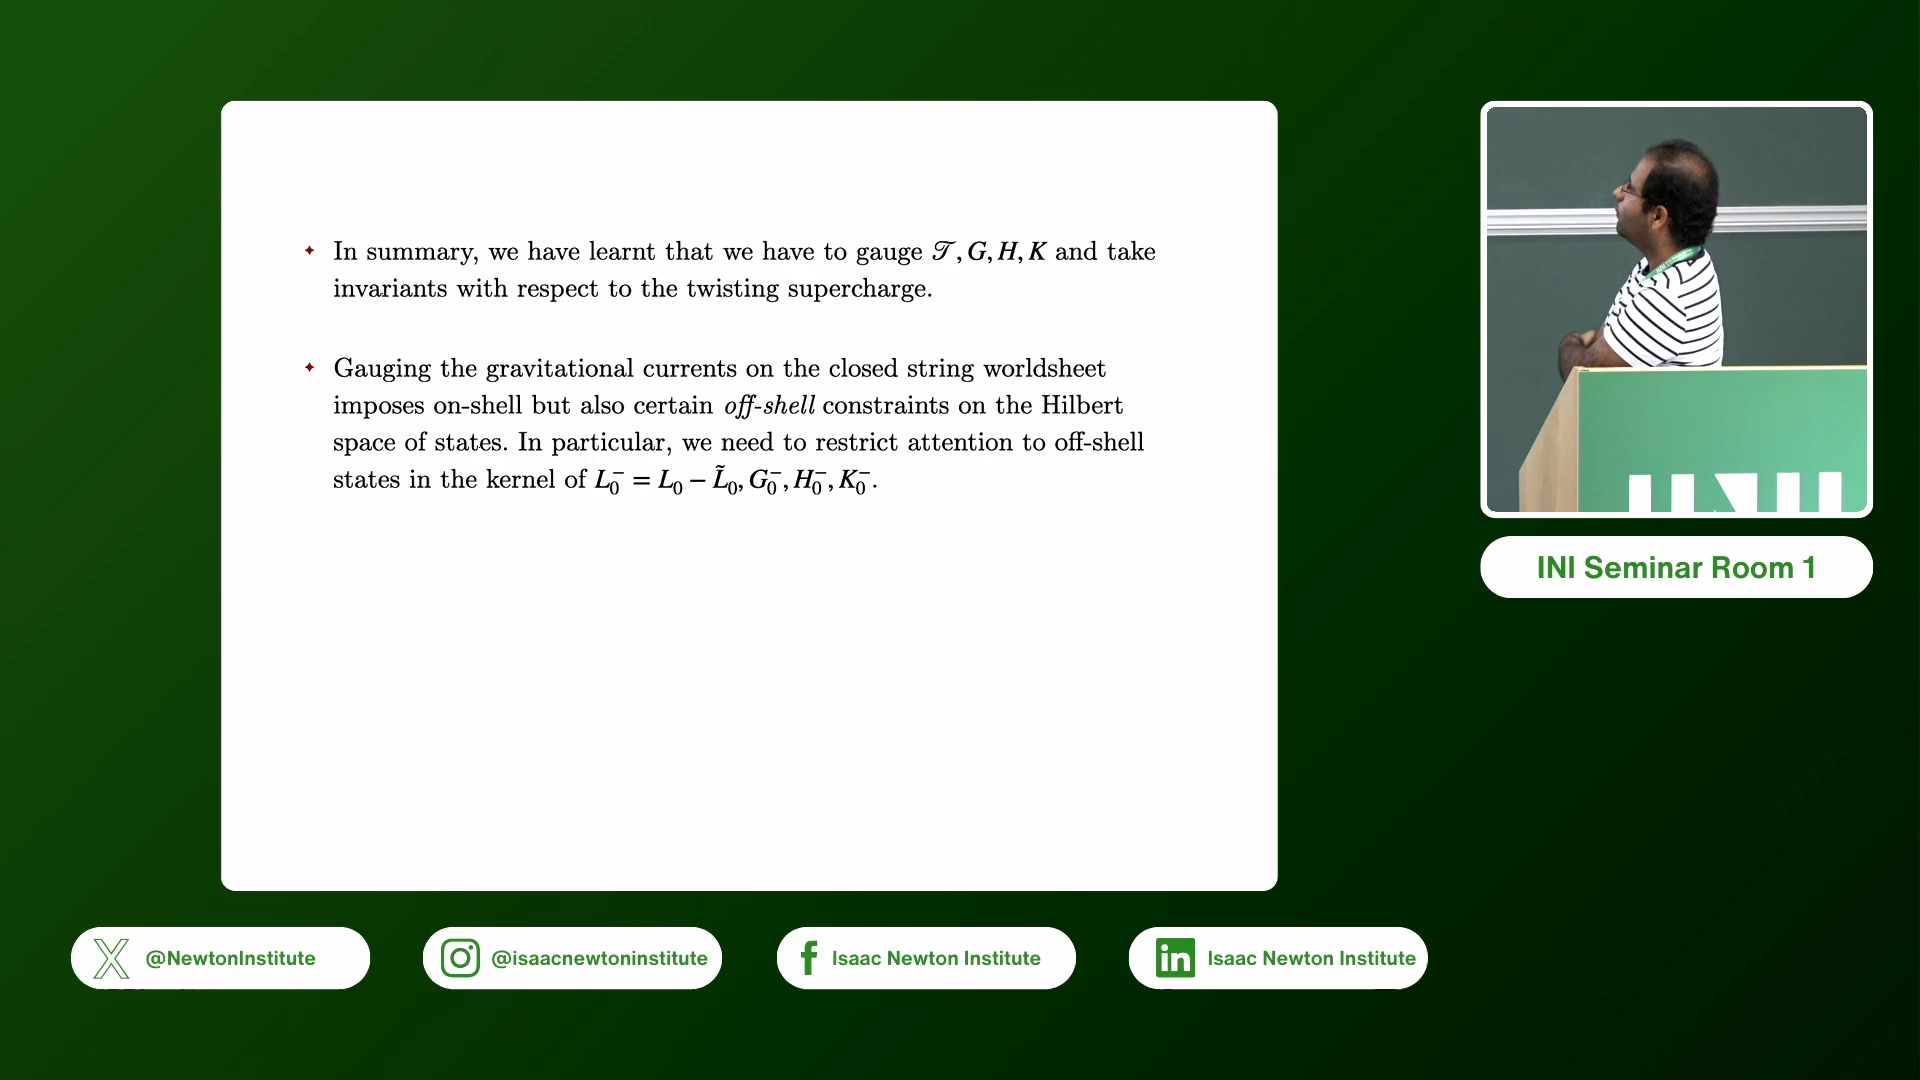 ✦ In summary, we have learnt that we have to gauge 𝒯, G, H, K and take
invariants with respect to the twisting supercharge.
✦ Gauging the gravitational currents on the closed string worldsheet
imposes on-shell but also certain off-shell constraints on the Hilbert
space of states. In particular, we need to restrict attention to off-shell
states in the kernel of L₀⁻ = L₀ − L̃₀, G₀⁻, H₀⁻, K₀⁻.
INI Seminar Room 1
@NewtonInstitute
@isaacnewtoninstitute
Isaac Newton Institute
Isaac Newton Institute